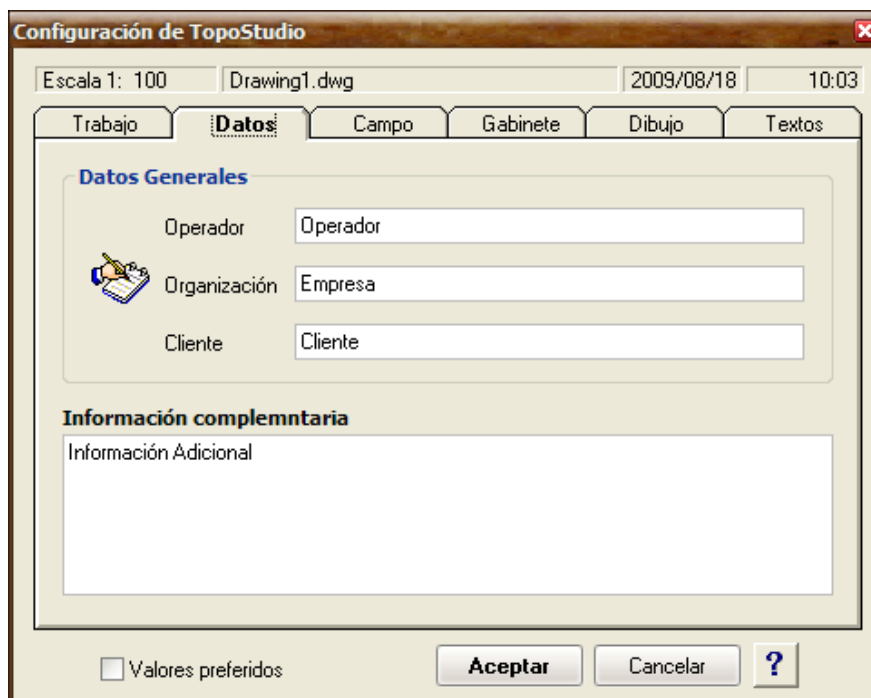 Configuración de TopoStudio
Escala 1: 100 Drawing1.dwg 2009/08/18 10:03
Trabajo Datos Campo Gabinete Dibujo Textos
Datos Generales
Operador Operador
Organización Empresa
Cliente Cliente
Información complemntaria
Información Adicional
Valores preferidos Aceptar Cancelar ?